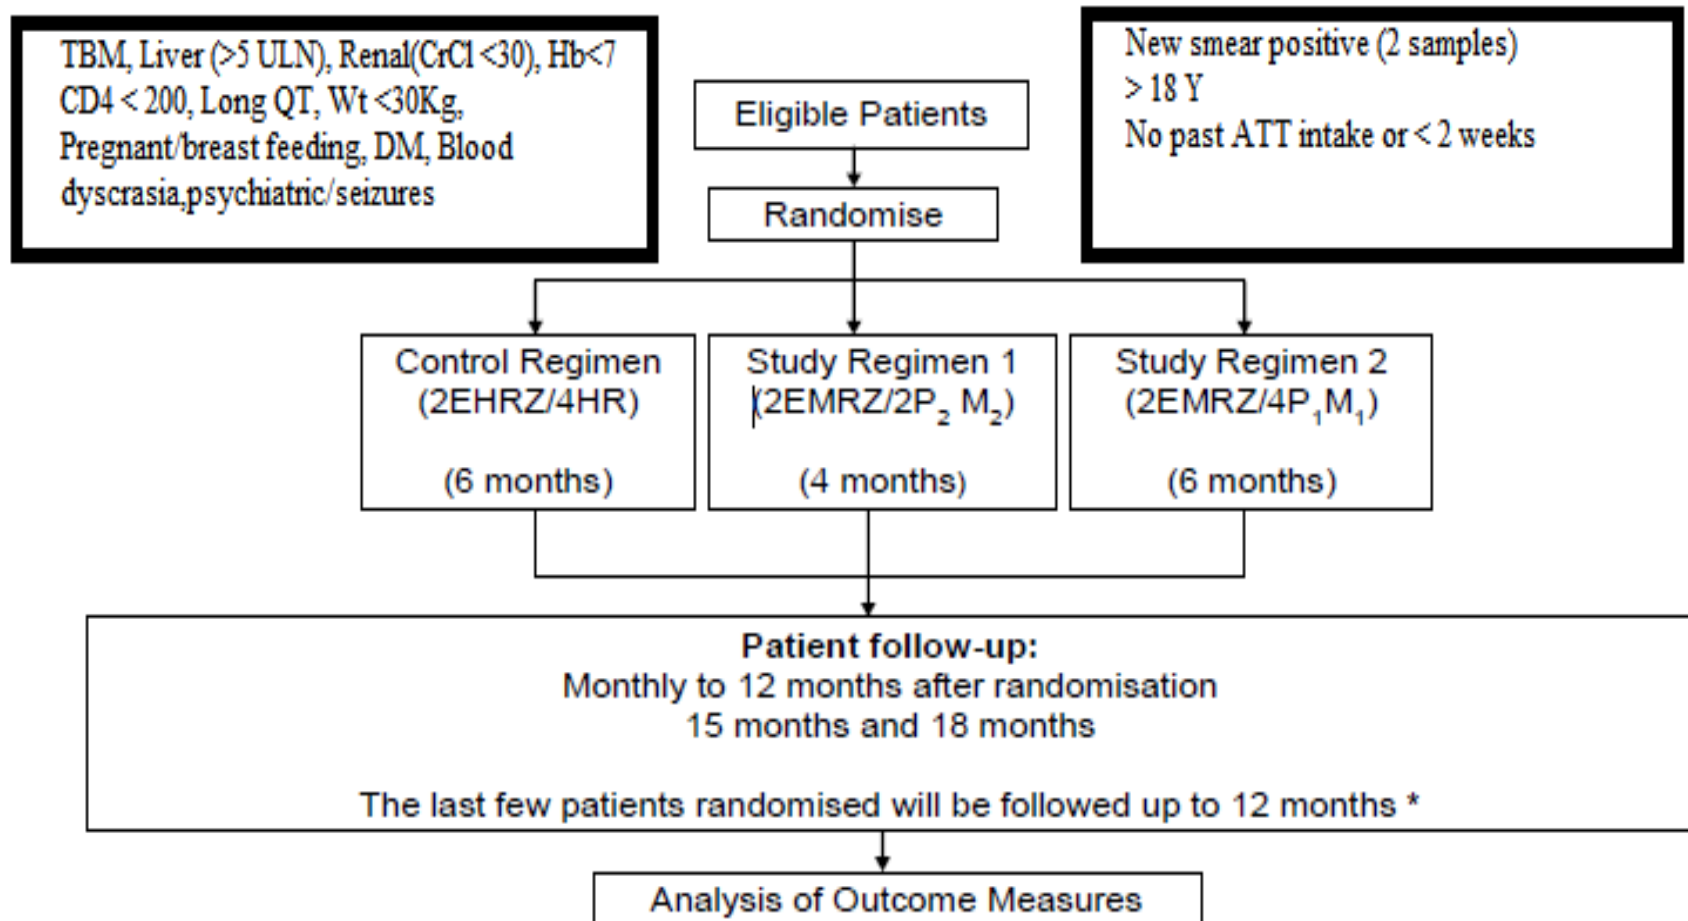 TBM, Liver (>5 ULN), Renal(CrCl <30), Hb<7
CD4 < 200, Long QT, Wt <30Kg,
Pregnant/breast feeding, DM, Blood
dyscrasia,psychiatric/seizures
New smear positive (2 samples)
> 18 Y
No past ATT intake or < 2 weeks
Eligible Patients
Randomise
Control Regimen
(2EHRZ/4HR)
(6 months)
Study Regimen 1
(2EMRZ/2P₂ M₂)
(4 months)
Study Regimen 2
(2EMRZ/4P₁M₁)
(6 months)
Patient follow-up:
Monthly to 12 months after randomisation
15 months and 18 months
The last few patients randomised will be followed up to 12 months *
Analysis of Outcome Measures